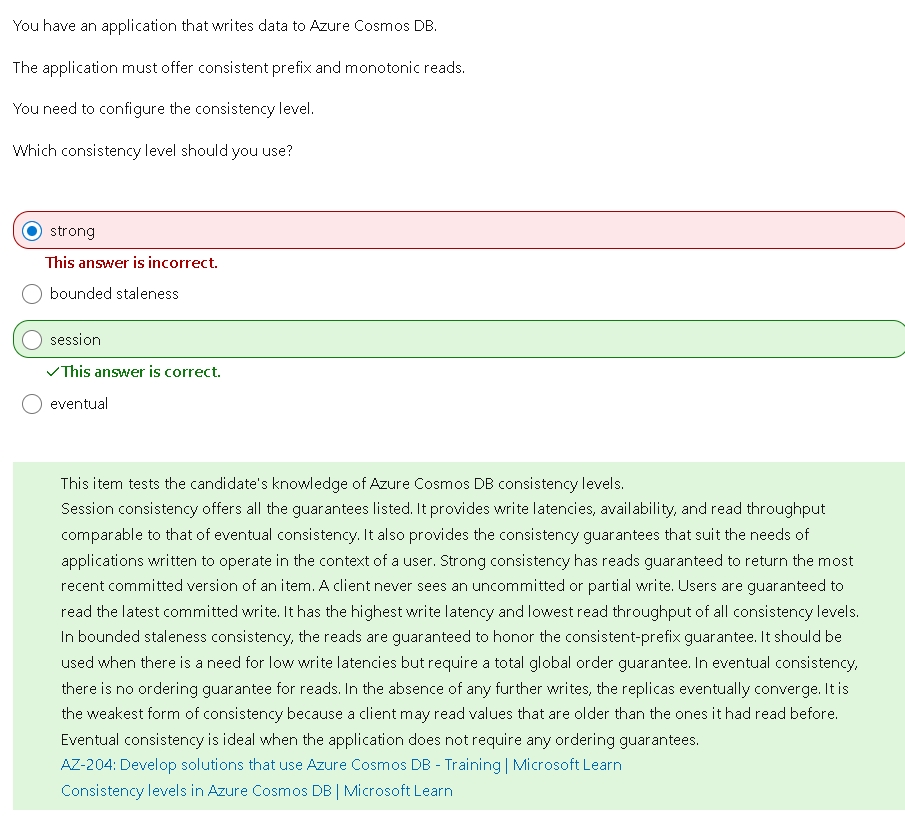 You have an application that writes data to Azure Cosmos DB.
The application must offer consistent prefix and monotonic reads.
You need to configure the consistency level.
Which consistency level should you use?
strong
This answer is incorrect.
bounded staleness
session
✓This answer is correct.
eventual
This item tests the candidate's knowledge of Azure Cosmos DB consistency levels.
Session consistency offers all the guarantees listed. It provides write latencies, availability, and read throughput
comparable to that of eventual consistency. It also provides the consistency guarantees that suit the needs of
applications written to operate in the context of a user. Strong consistency has reads guaranteed to return the most
recent committed version of an item. A client never sees an uncommitted or partial write. Users are guaranteed to
read the latest committed write. It has the highest write latency and lowest read throughput of all consistency levels.
In bounded staleness consistency, the reads are guaranteed to honor the consistent-prefix guarantee. It should be
used when there is a need for low write latencies but require a total global order guarantee. In eventual consistency,
there is no ordering guarantee for reads. In the absence of any further writes, the replicas eventually converge. It is
the weakest form of consistency because a client may read values that are older than the ones it had read before.
Eventual consistency is ideal when the application does not require any ordering guarantees.
AZ-204: Develop solutions that use Azure Cosmos DB - Training | Microsoft Learn
Consistency levels in Azure Cosmos DB | Microsoft Learn